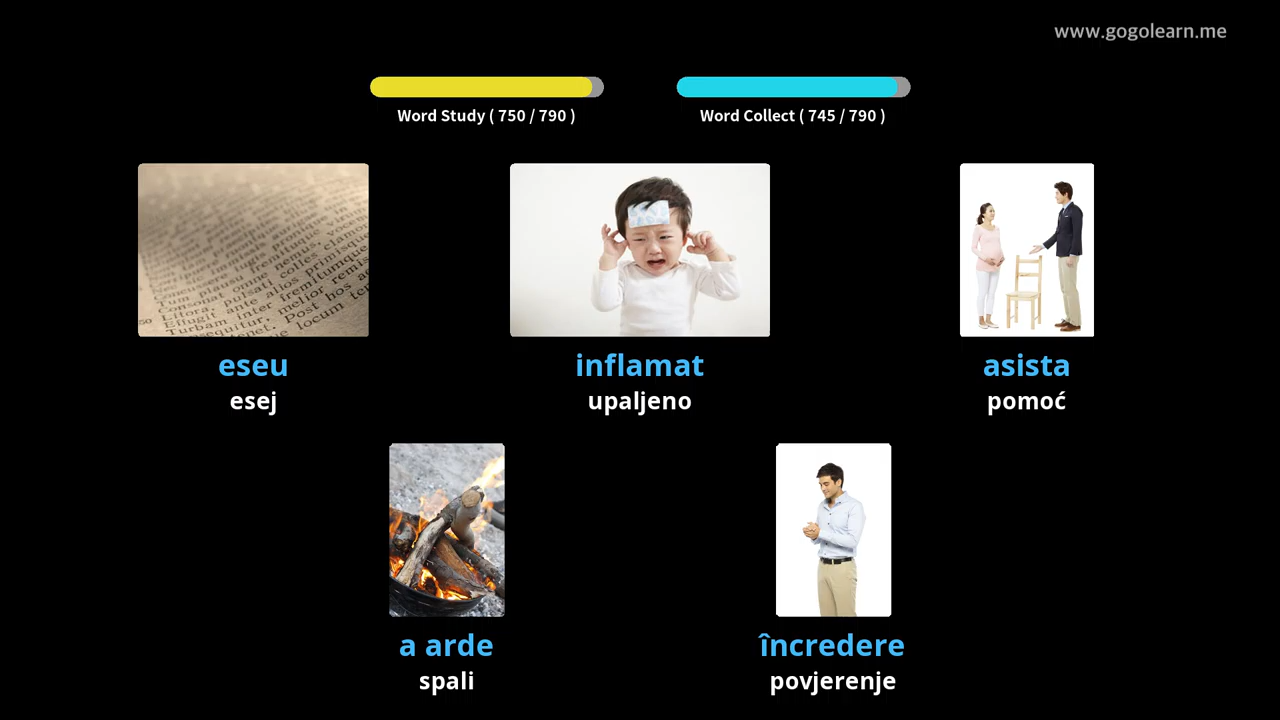 www.gogolearn.me
Word Study ( 750 / 790 )
Word Collect ( 745 / 790 )
eseu
esej
inflamat
upaljeno
asista
pomoć
a arde
spali
încredere
povjerenje